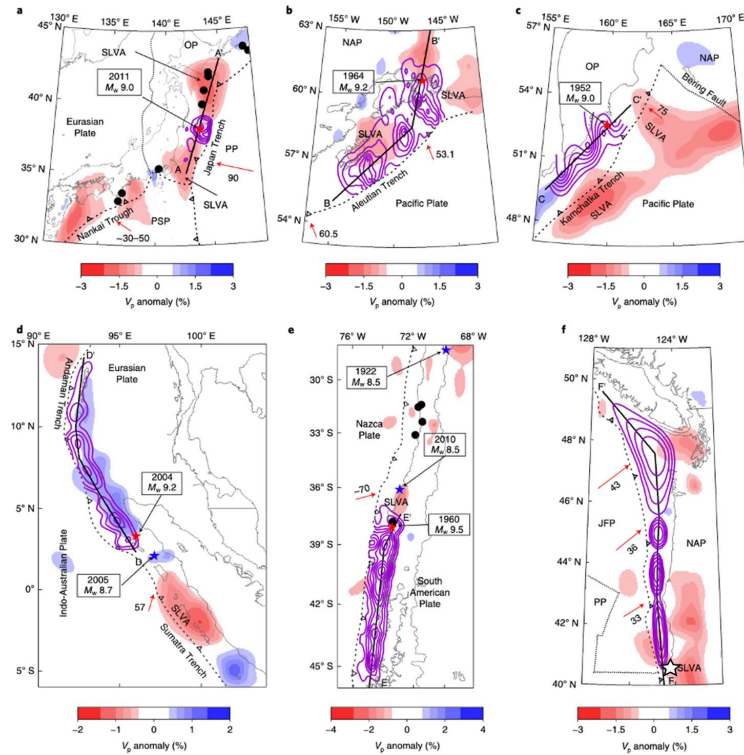 a
130° E
135° E
140° E
145° E
45° N
40° N
35° N
30° N
SLVA
OP
A'
2011
Mw 9.0
Eurasian Plate
Japan Trench
PP
90
A
SLVA
Nankai Trough
PSP
~30–50
−3
−1.5
0
1.5
3
Vp anomaly (%)
b
155° W
150° W
145° W
63° N
60° N
57° N
54° N
NAP
B'
1964
Mw 9.2
SLVA
SLVA
53.1
B
Aleutian Trench
Pacific Plate
60.5
−3
−1.5
0
1.5
3
Vp anomaly (%)
c
155° E
160° E
165° E
170° E
57° N
54° N
51° N
48° N
OP
NAP
1952
Mw 9.0
C'
75
SLVA
Bering Fault
C
Kamchatka Trench
SLVA
Pacific Plate
−3
−1.5
0
1.5
3
Vp anomaly (%)
d
90° E
95° E
100° E
15° N
10° N
5° N
0°
5° S
D'
Andaman Trench
Eurasian Plate
2004
Mw 9.2
Indo-Australian Plate
D
2005
Mw 8.7
57
SLVA
Sumatra Trench
−2
−1
0
1
2
Vp anomaly (%)
e
76° W
72° W
68° W
30° S
33° S
36° S
39° S
42° S
45° S
1922
Mw 8.5
Nazca
Plate
2010
Mw 8.5
~70
SLVA
E'
1960
Mw 9.5
South
American
Plate
E
−4
−2
0
2
4
Vp anomaly (%)
f
128° W
124° W
50° N
48° N
46° N
44° N
42° N
40° N
F'
43
JFP
36
NAP
PP
33
SLVA
F
−3
−1.5
0
1.5
3
Vp anomaly (%)